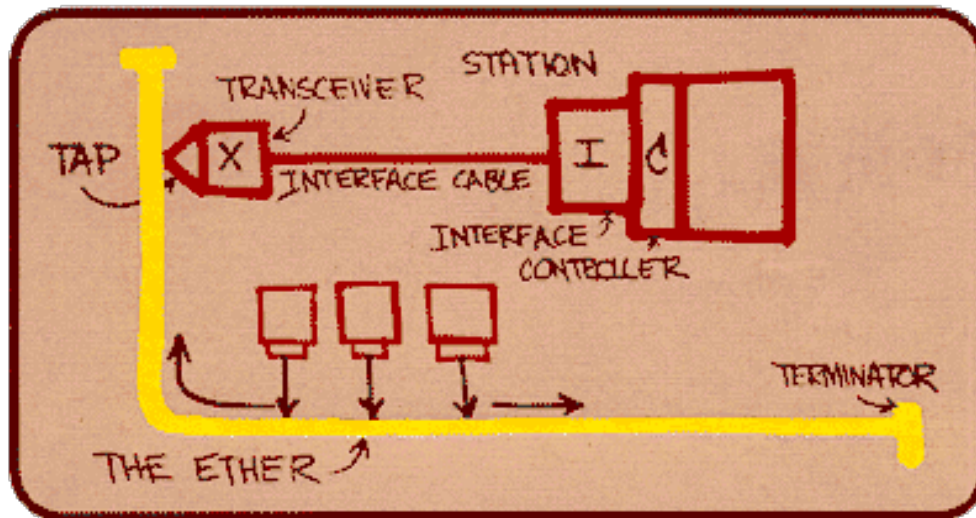 STATION
TRANSCEIVER
TAP
X
I
C
INTERFACE CABLE
INTERFACE
CONTROLLER
TERMINATOR
THE ETHER